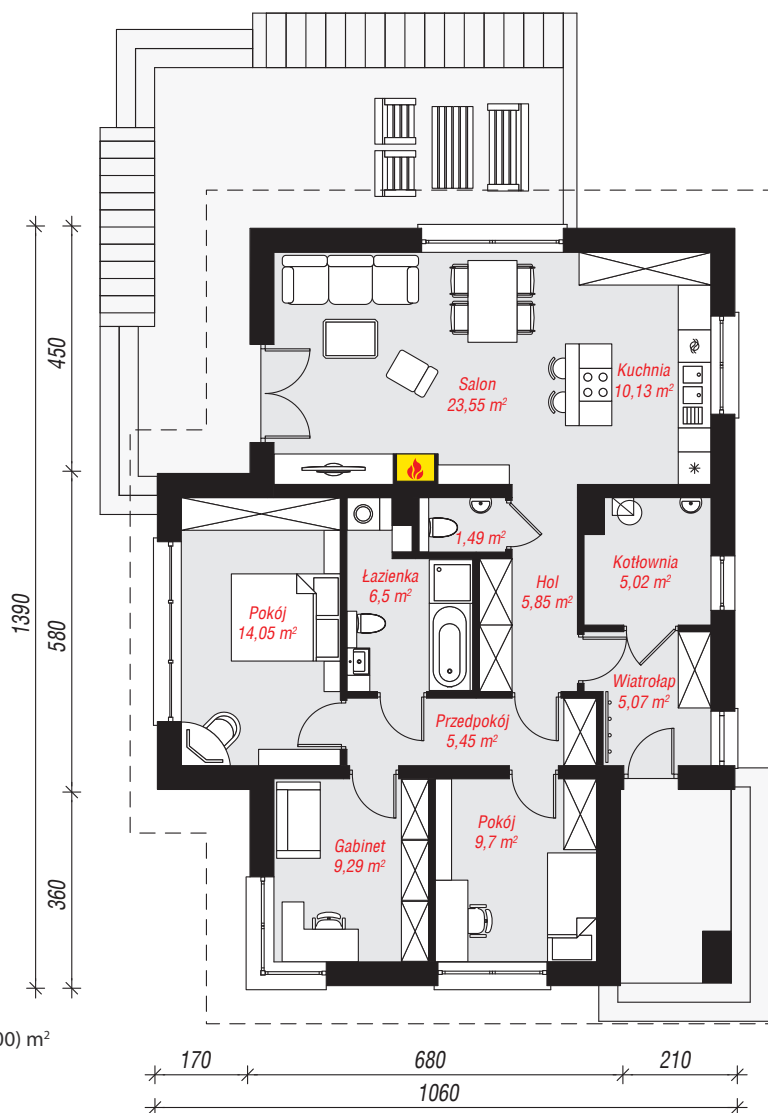 450
Salon
23,55 m²
Kuchnia
10,13 m²
1390
580
1,49 m²
Łazienka
6,5 m²
Hol
5,85 m²
Kotłownia
5,02 m²
Pokój
14,05 m²
Wiatrołap
5,07 m²
Przedpokój
5,45 m²
360
Gabinet
9,29 m²
Pokój
9,7 m²
00) m²
170
680
210
1060